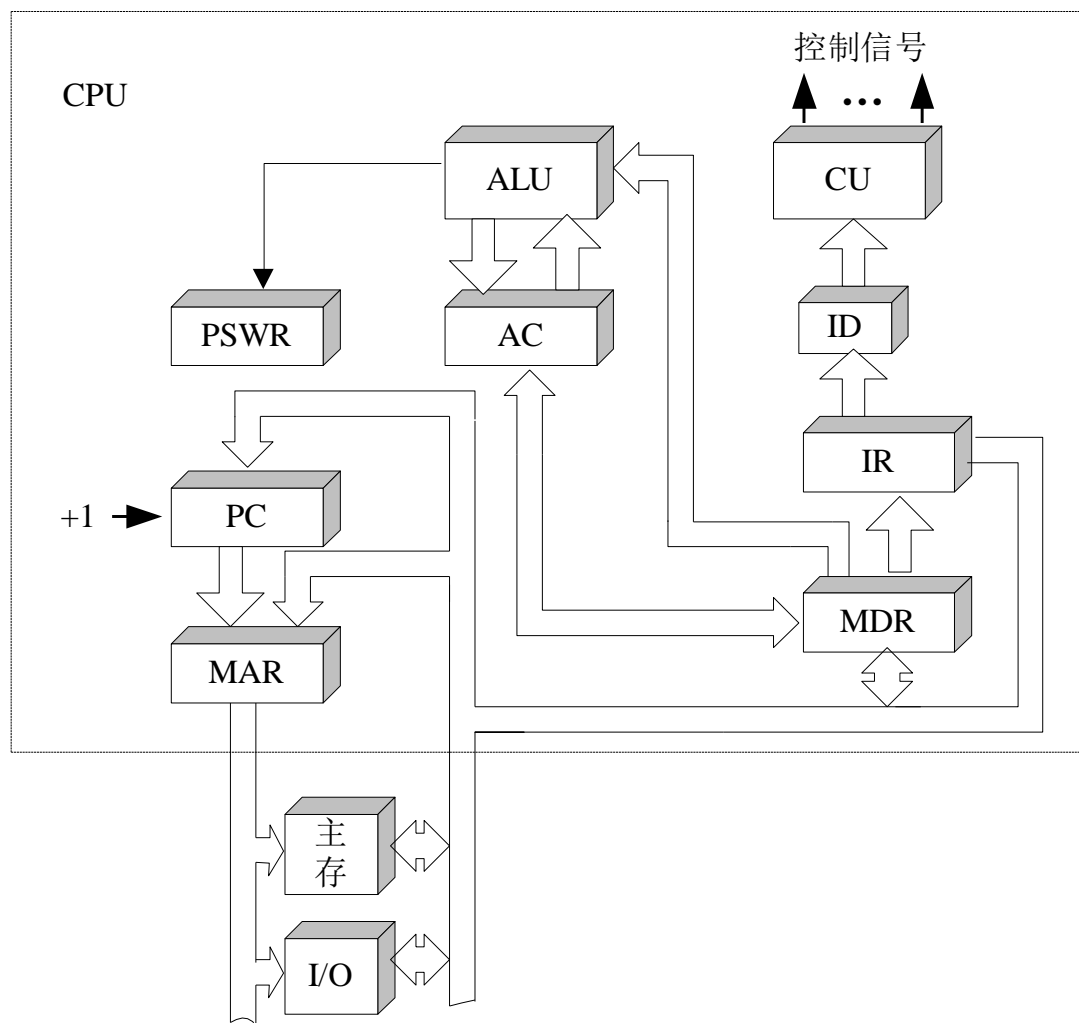 控制信号
CPU
•••
ALU
CU
PSWR
AC
ID
IR
+1
PC
MDR
MAR
主
存
I/O